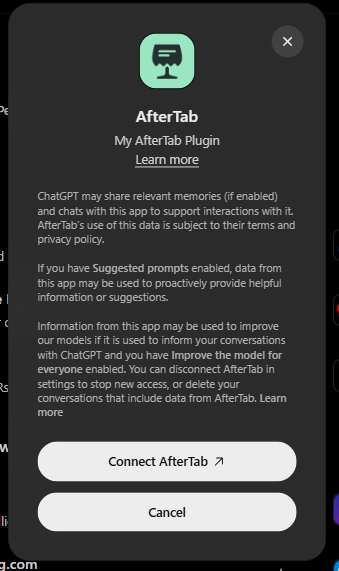 AfterTab
My AfterTab Plugin
Learn more
ChatGPT may share relevant memories (if enabled)
and chats with this app to support interactions with it.
AfterTab's use of this data is subject to their terms and
privacy policy.
If you have Suggested prompts enabled, data from
this app may be used to proactively provide helpful
information or suggestions.
Information from this app may be used to improve
our models if it is used to inform your conversations
with ChatGPT and you have Improve the model for
everyone enabled. You can disconnect AfterTab in
settings to stop new access, or delete your
conversations that include data from AfterTab. Learn
more
Connect AfterTab ↗
Cancel
g.com